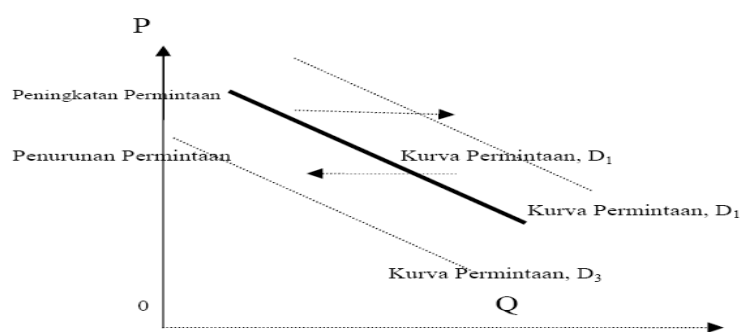 P
Peningkatan Permintaan
Penurunan Permintaan
Kurva Permintaan, D₁
Kurva Permintaan, D₁
Kurva Permintaan, D₃
0
Q